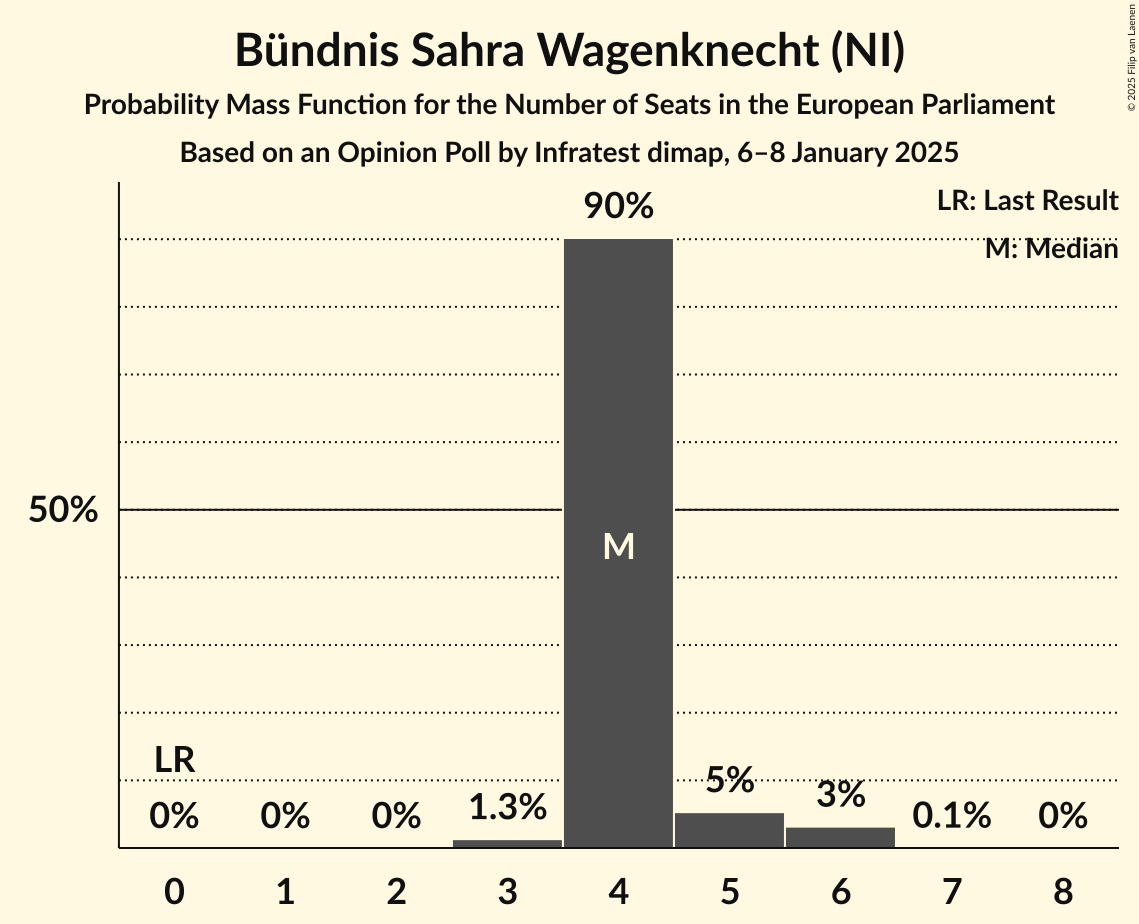 Bündnis Sahra Wagenknecht (NI)
Probability Mass Function for the Number of Seats in the European Parliament
Based on an Opinion Poll by Infratest dimap, 6–8 January 2025
© 2025 Filip van Laenen
LR: Last Result
M: Median
90%
50%
M
LR
0%
0%
0%
1.3%
5%
3%
0.1%
0%
0 1 2 3 4 5 6 7 8